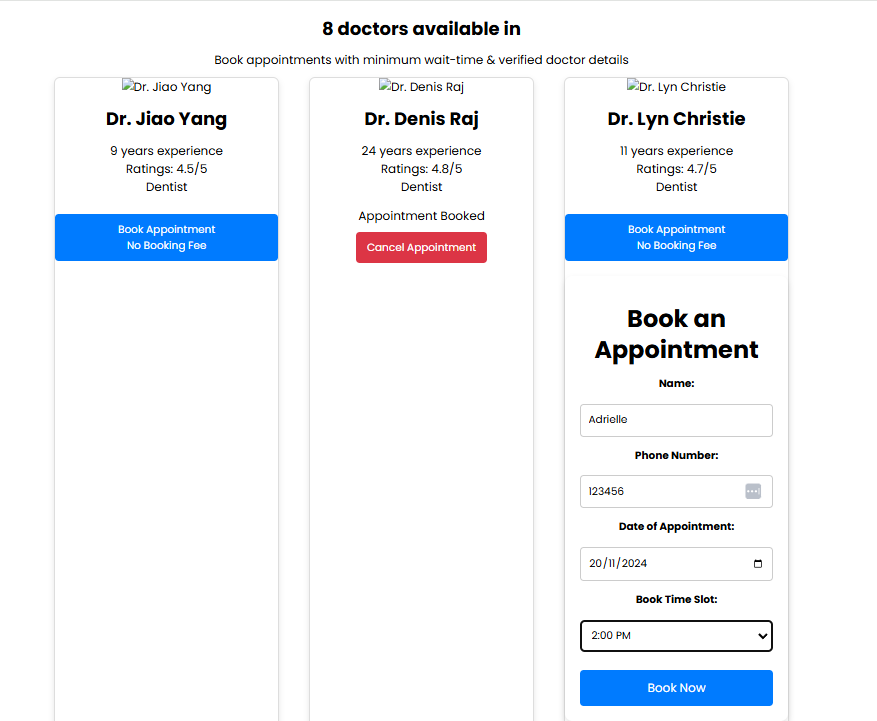 8 doctors available in
Book appointments with minimum wait-time & verified doctor details
Dr. Jiao Yang
Dr. Jiao Yang
9 years experience
Ratings: 4.5/5
Dentist
Book Appointment
No Booking Fee
Dr. Denis Raj
Dr. Denis Raj
24 years experience
Ratings: 4.8/5
Dentist
Appointment Booked
Cancel Appointment
Dr. Lyn Christie
Dr. Lyn Christie
11 years experience
Ratings: 4.7/5
Dentist
Book Appointment
No Booking Fee
Book an
Appointment
Name:
Adrielle
Phone Number:
123456
Date of Appointment:
20/11/2024
Book Time Slot:
2:00 PM
Book Now